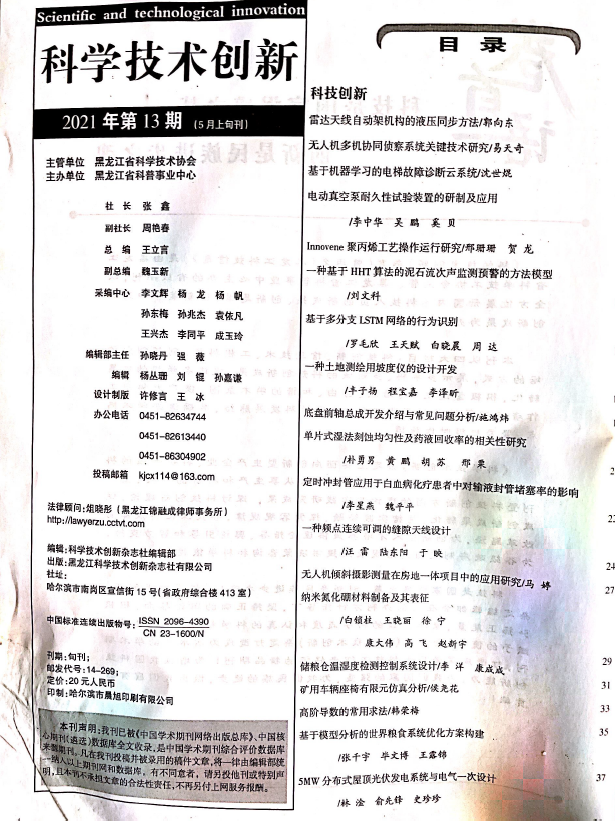 Scientific and technological innovation
科学技术创新
2021 年第 13 期 (5 月上旬刊)
主管单位 黑龙江省科学技术协会
主办单位 黑龙江省科普事业中心
社 长 张 鑫
副社长 周艳春
总 编 王立言
副总编 魏玉新
采编中心 李文辉 杨 龙 杨 帆
孙东梅 孙兆杰 袁依凡
王兴杰 李同平 成玉玲
编辑部主任 孙晓丹 强 薇
编辑 杨丛珊 刘 锟 孙嘉谦
设计制版 许修言 王 冰
办公电话 0451-82634744
0451-82613440
0451-86304902
投稿邮箱 kjcx114@163.com
法律顾问:俎晓彤(黑龙江锦融成律师事务所)
http://lawyerzu.cctvt.com
编辑:科学技术创新杂志社编辑部
出版:黑龙江科学技术创新杂志社有限公司
社址:
哈尔滨市南岗区宣信街 15 号(省政府综合楼 413 室)
中国标准连续出版物号: ISSN 2096-4390
CN 23-1600/N
刊期:旬刊;
邮发代号:14-269;
定价:20 元人民币
印制:哈尔滨市晨旭印刷有限公司
本刊声明:我刊已被《中国学术期刊网络出版总库》、中国核
心期刊(遴选)数据库全文收录,是中国学术期刊综合评价数据库
来源期刊。凡在我刊投稿并被录用的稿件文章,将一律由编辑部统
一纳入以上期刊网和数据库。有不同意者,请另投他刊或特别声
明,且本刊不承担文章的合法性责任,不再另付上网服务报酬。
目 录
科技创新
雷达天线自动架机构的液压同步方法/郭向东
无人机多机协同侦察系统关键技术研究/易天奇
基于机器学习的电梯故障诊断云系统/沈世焜
电动真空泵耐久性试验装置的研制及应用
/李中华 吴 鹏 奚 贝
Innovene 聚丙烯工艺操作运行研究/邢珊珊 贺 龙
一种基于 HHT 算法的泥石流次声监测预警的方法模型
/刘文科
基于多分支 LSTM 网络的行为识别
/罗毛欣 王天赋 白晓晨 周 达
一种土地测绘用坡度仪的设计开发
/车子扬 程宝嘉 李泽昕
底盘前轴总成开发介绍与常见问题分析/施鸿炜
单片式湿法刻蚀均匀性及药液回收率的相关性研究
/朴勇男 黄 鹏 胡 苏 邢 粟
定时冲封管应用于白血病化疗患者中对输液封管堵塞率的影响
/李星燕 魏平平
一种频点连续可调的缝隙天线设计
/汪 雷 陆东阳 于 映
24
无人机倾斜摄影测量在房地一体项目中的应用研究/马 婷 27
纳米氮化硼材料制备及其表征
/白锁柱 王晓丽 徐 宁
康大伟 高 飞 赵新宇
储粮仓温湿度检测控制系统设计/李 洋 康成威 29
矿用车辆座椅有限元仿真分析/侯光花 31
高阶导数的常用求法/韩荣梅 33
基于模型分析的世界粮食系统优化方案构建 35
/张千宇 毕文博 王露锦
5MW 分布式屋顶光伏发电系统与电气一次设计 37
/林 淦 俞先锋 史珍珍